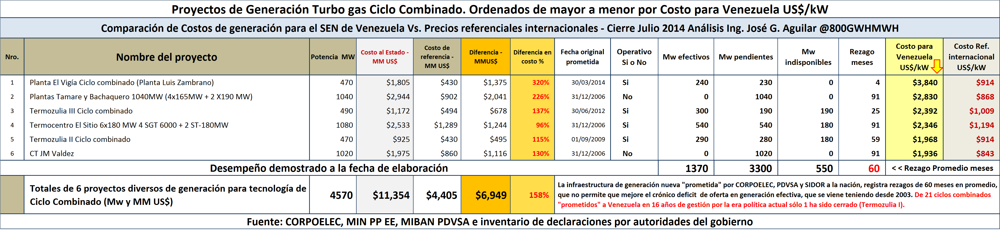 Proyectos de Generación Turbo gas Ciclo Combinado. Ordenados de mayor a menor por Costo para Venezuela US$/kW
Comparación de Costos de generación para el SEN de Venezuela Vs. Precios referenciales internacionales - Cierre Julio 2014 Análisis Ing. José G. Aguilar @800GWHMWH
Nro. Nombre del proyecto Potencia MW Costo al Estado - MM US$ Costo de referencia - MM US$ Diferencia - MMUS$ Diferencia en costo % Fecha original prometida Operativo Si o No Mw efectivos Mw pendientes Mw indisponibles Rezago meses Costo para Venezuela US$/kW Costo Ref. internacional US$/kW
1 Planta El Vigía Ciclo combinado (Planta Luis Zambrano) 470 $1,805 $430 $1,375 320% 30/03/2014 Si 240 230 0 4 $3,840 $914
2 Plantas Tamare y Bachaquero 1040MW (4x165MW + 2 X190 MW) 1040 $2,944 $902 $2,041 226% 31/12/2006 No 0 1040 0 91 $2,830 $868
3 Termozulia III Ciclo combinado 490 $1,172 $494 $678 137% 30/06/2012 Si 300 190 190 25 $2,392 $1,009
4 Termocentro El Sitio 6x180 MW 4 SGT 6000 + 2 ST-180MW 1080 $2,533 $1,289 $1,244 96% 31/12/2006 Si 540 540 180 91 $2,346 $1,194
5 Termozulia II Ciclo combinado 470 $925 $430 $495 115% 01/09/2009 Si 290 280 180 59 $1,968 $914
6 CT JM Valdez 1020 $1,975 $860 $1,116 130% 31/12/2006 No 0 1020 0 91 $1,936 $843
Desempeño demostrado a la fecha de elaboración 1370 3300 550 60 < < Rezago Promedio meses
Totales de 6 proyectos diversos de generación para tecnología de
Ciclo Combinado (Mw y MM US$) 4570 $11,354 $4,405 $6,949 158%
La infraestructura de generación nueva "prometida" por CORPOELEC, PDVSA y SIDOR a la nación, registra rezagos de 60 meses en promedio,
que no permite que mejore el crónico deficit de oferta en generación efectiva, que se viene teniendo desde 2003. De 21 ciclos combinados
"prometidos" a Venezuela en 16 años de gestión por la era política actual sólo 1 ha sido cerrado (Termozulia I).
Fuente: CORPOELEC, MIN PP EE, MIBAN PDVSA e inventario de declaraciones por autoridades del gobierno